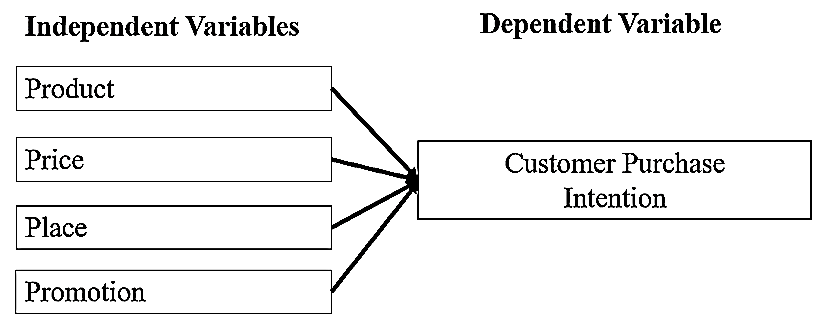 Independent Variables
Dependent Variable
Product
Price
Place
Promotion
Customer Purchase
Intention